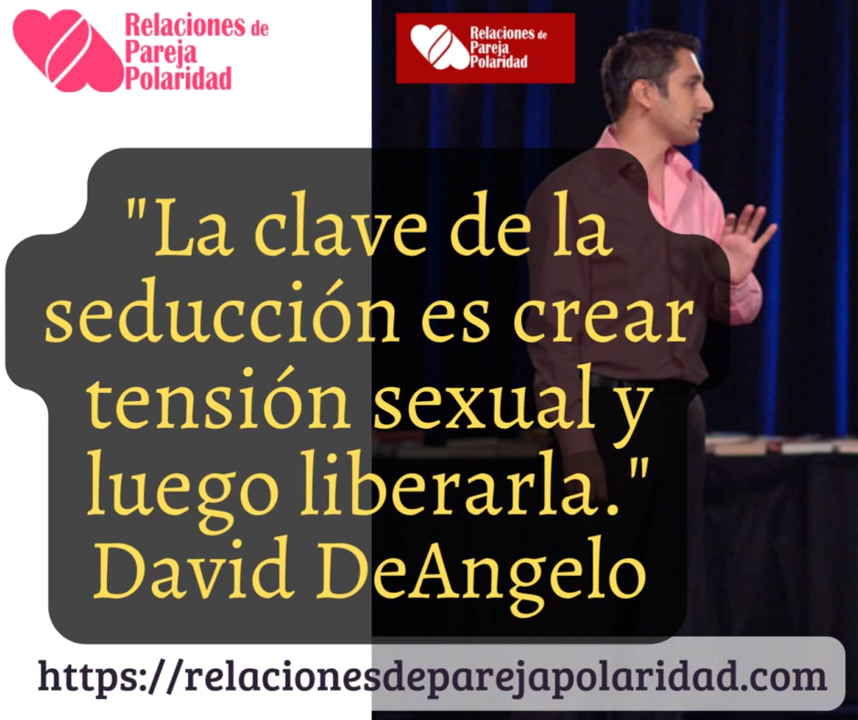 Relaciones de
Pareja
Polaridad
Relaciones de
Pareja
Polaridad
"La clave de la
seducción es crear
tensión sexual y
luego liberarla."
David DeAngelo
https://relacionesdeparejapolaridad.com